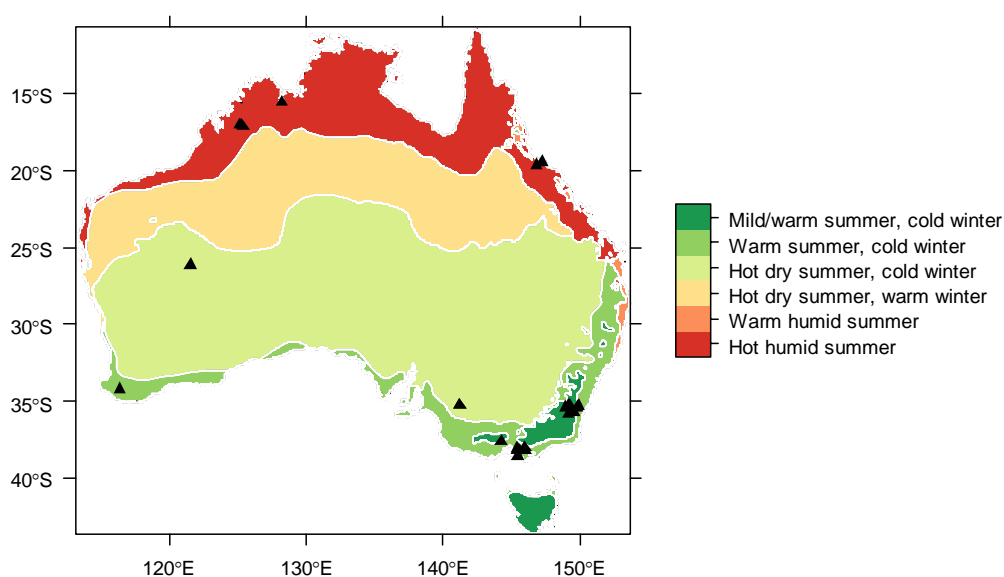 15°S
20°S
25°S
30°S
35°S
40°S
120°E
130°E
140°E
150°E
Mild/warm summer, cold winter
Warm summer, cold winter
Hot dry summer, cold winter
Hot dry summer, warm winter
Warm humid summer
Hot humid summer